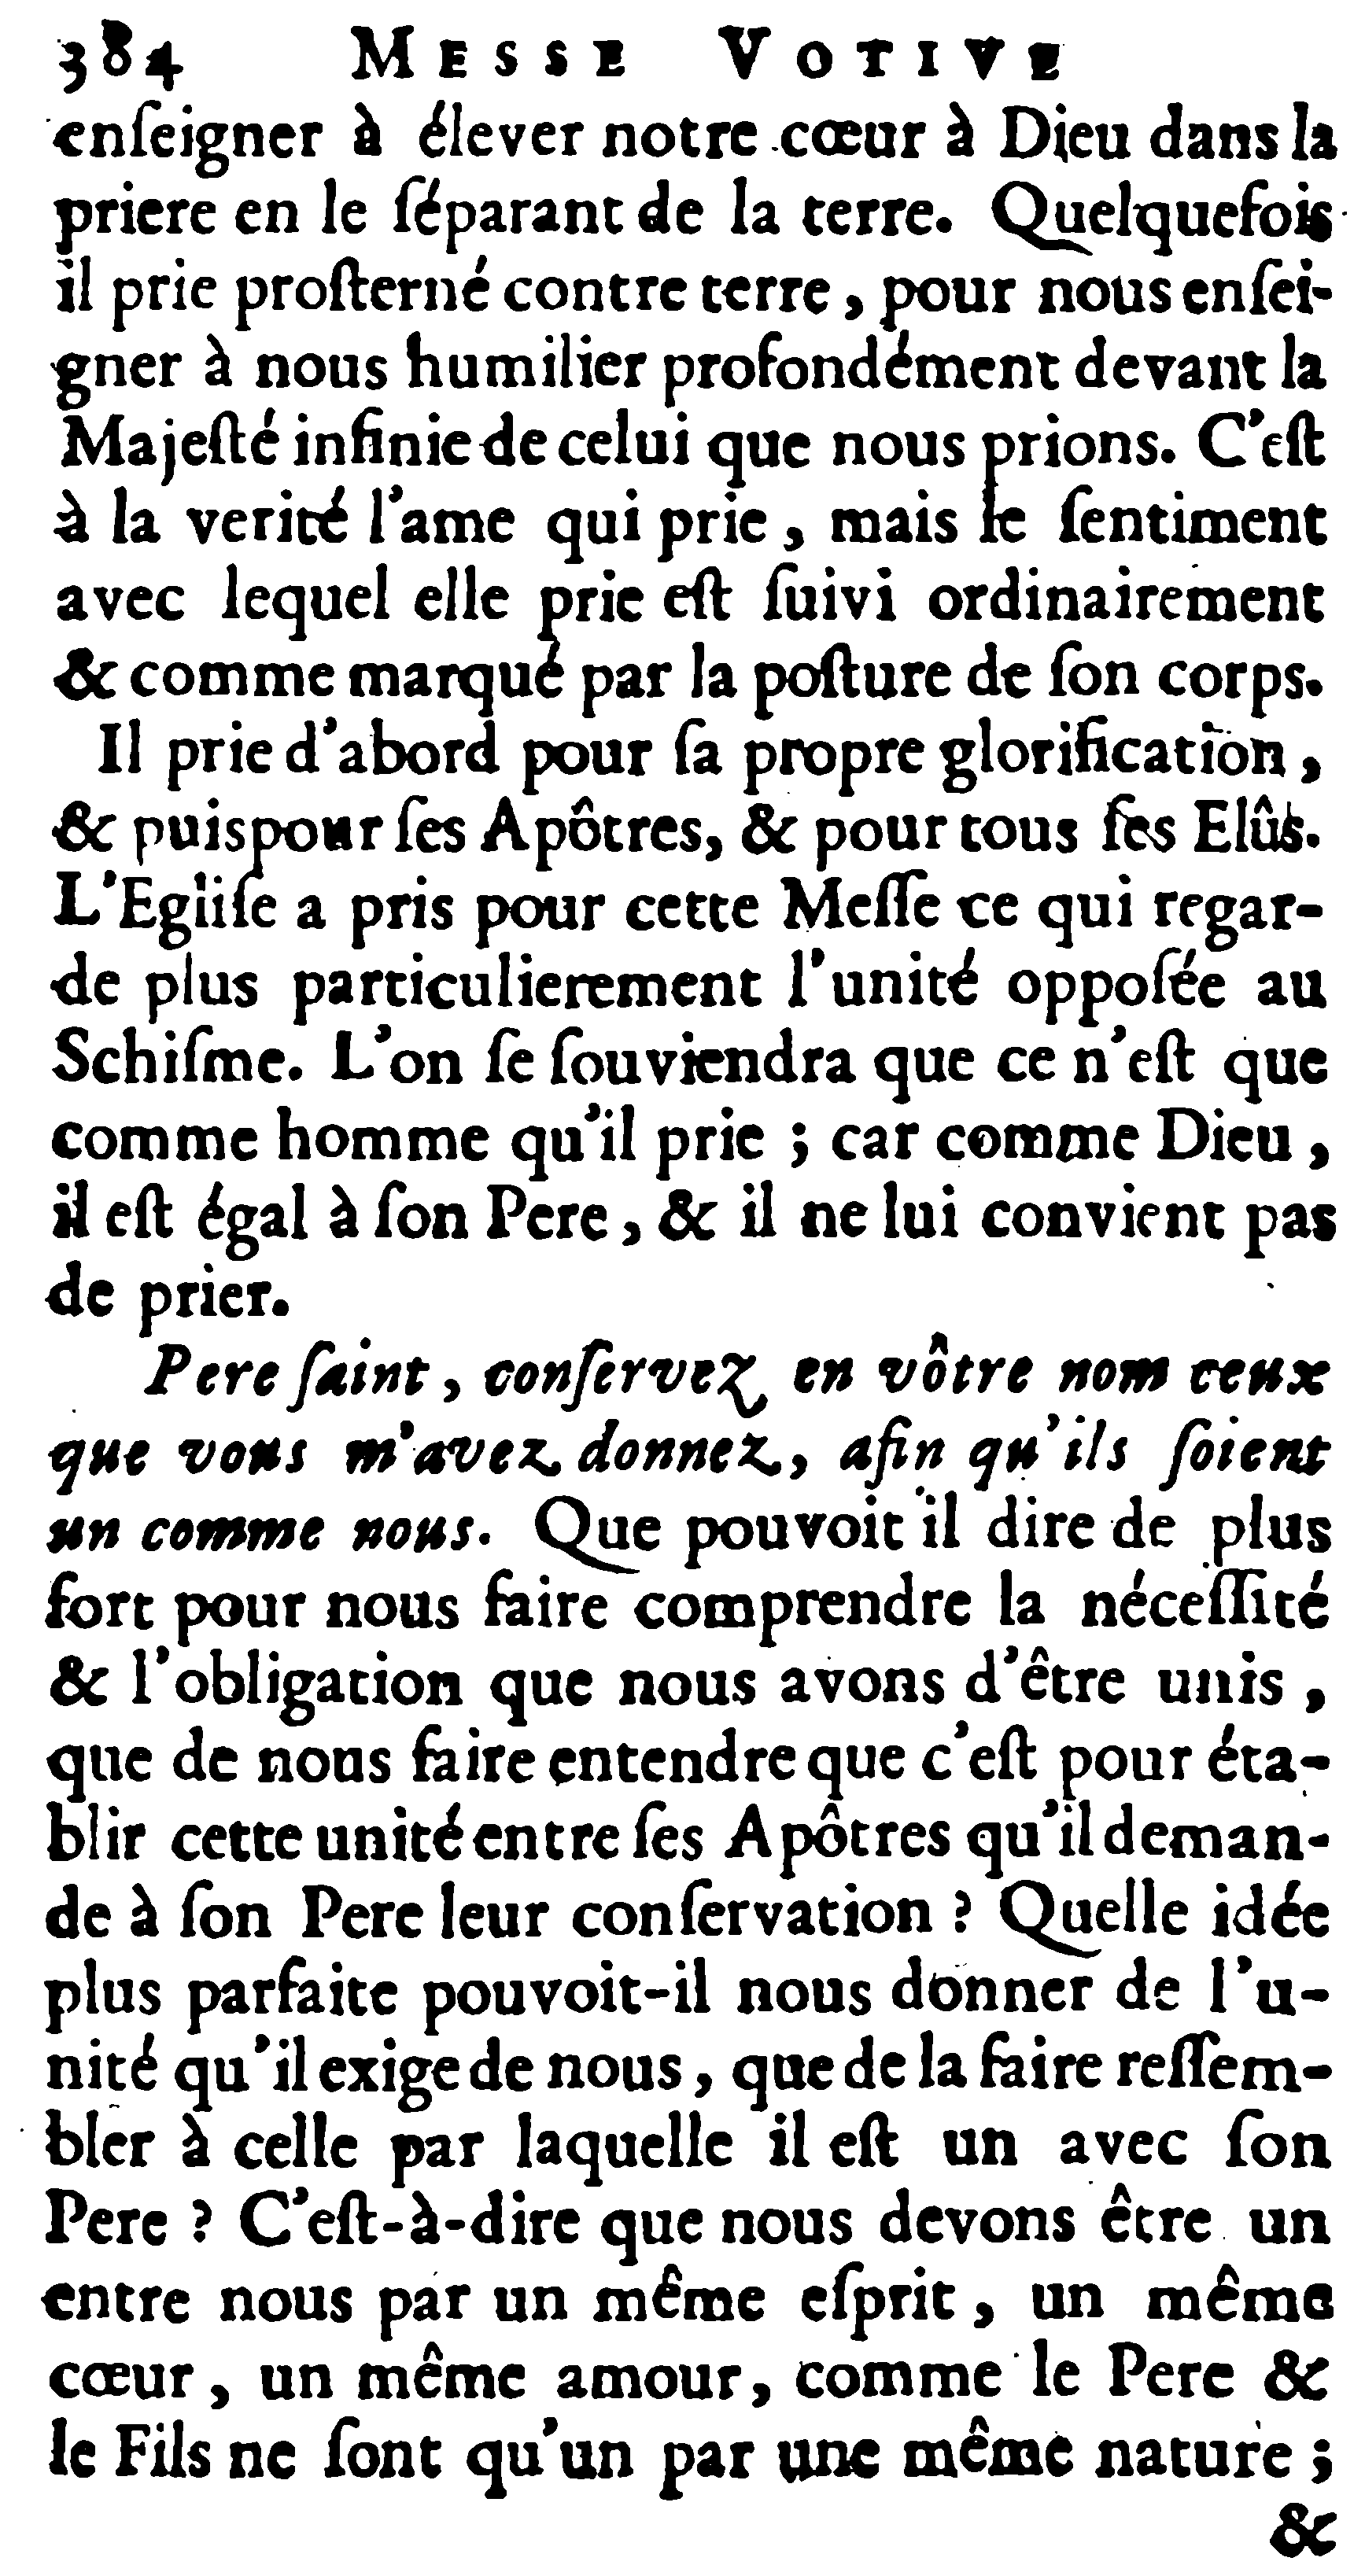 384 MESSE VOTIVE
enſeigner à élever notre cœur à Dieu dans la
priere en le ſéparant de la terre. Quelquefois
il prie proſterné contre terre, pour nous enſei-
gner à nous humilier profondément devant la
Majeſté infinie de celui que nous prions. C'eſt
à la verité l'ame qui prie, mais le ſentiment
avec lequel elle prie eſt ſuivi ordinairement
& comme marqué par la poſture de ſon corps.
Il prie d'abord pour ſa propre glorification,
& puis pour ſes Apôtres, & pour tous ſes Elûs.
L'Egliſe a pris pour cette Meſſe ce qui regar-
de plus particulierement l'unité oppoſée au
Schiſme. L'on ſe ſouviendra que ce n'eſt que
comme homme qu'il prie ; car comme Dieu,
il eſt égal à ſon Pere, & il ne lui convient pas
de prier.
Pere ſaint, conſervez en vôtre nom ceux
que vous m'avez donnez, afin qu'ils ſoient
un comme nous. Que pouvoit il dire de plus
fort pour nous faire comprendre la néceſſité
& l'obligation que nous avons d'être unis,
que de nous faire entendre que c'eſt pour éta-
blir cette unité entre ſes Apôtres qu'il deman-
de à ſon Pere leur conſervation ? Quelle idée
plus parfaite pouvoit-il nous donner de l'u-
nité qu'il exige de nous, que de la faire reſſem-
bler à celle par laquelle il eſt un avec ſon
Pere ? C'eſt-à-dire que nous devons être un
entre nous par un même eſprit, un même
cœur, un même amour, comme le Pere &
le Fils ne ſont qu'un par une même nature ;
&